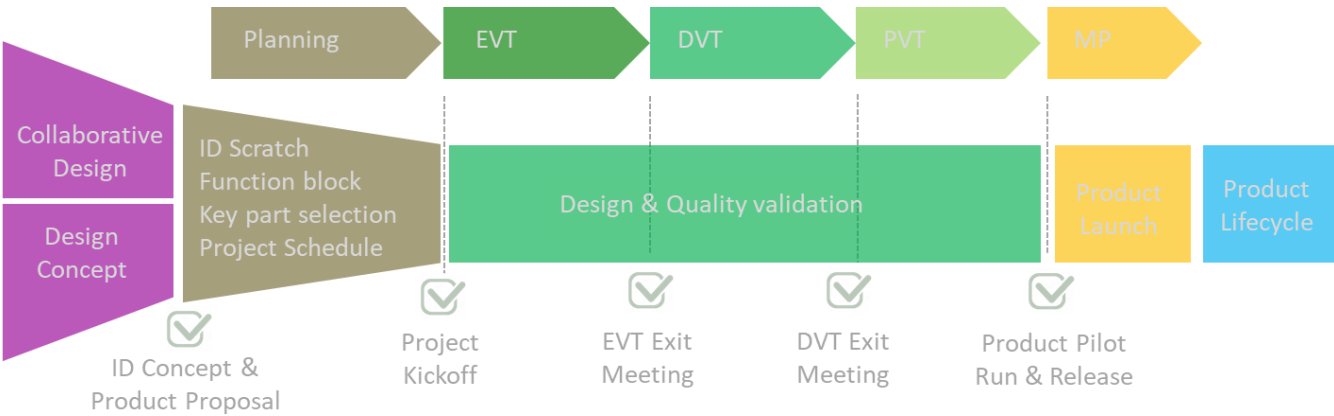 Planning
EVT
DVT
PVT
MP
Collaborative
Design
Design
Concept
ID Scratch
Function block
Key part selection
Project Schedule
Design & Quality validation
Product
Launch
Product
Lifecycle
ID Concept &
Product Proposal
Project
Kickoff
EVT Exit
Meeting
DVT Exit
Meeting
Product Pilot
Run & Release